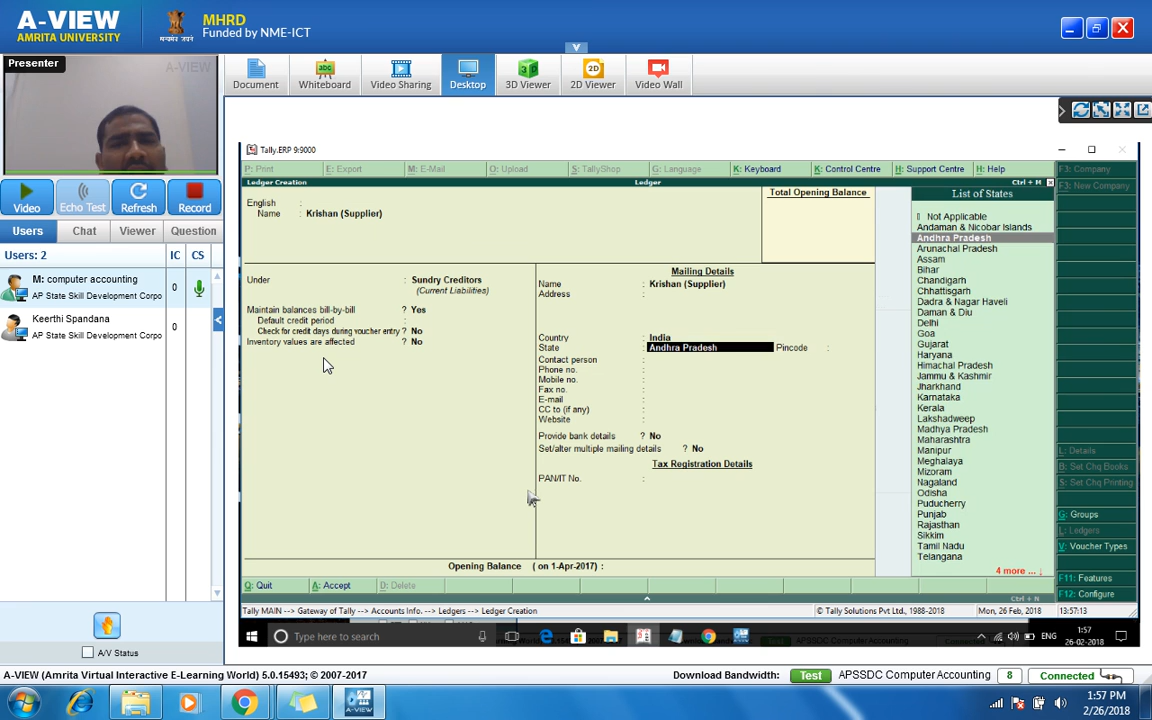 A-VIEW
AMRITA UNIVERSITY
MHRD
Funded by NME-ICT
Presenter
A-VIEW
Document
Whiteboard
Video Sharing
Desktop
3D Viewer
2D Viewer
Video Wall
Video
Echo Test
Refresh
Record
Users
Chat
Viewer
Question
Users: 2
IC
CS
M: computer accounting
AP State Skill Development Corpo
0
Keerthi Spandana
AP State Skill Development Corpo
0
A/V Status
Tally.ERP 9:9000
P: Print
E: Export
M: E-Mail
O: Upload
S: TallyShop
G: Language
K: Keyboard
K: Control Centre
H: Support Centre
H: Help
F3: Company
F3: New Company
Ledger Creation
Ledger
Ctrl + M
English :
Name : Krishan (Supplier)
Total Opening Balance
Under : Sundry Creditors
(Current Liabilities)
Maintain balances bill-by-bill ? Yes
Default credit period :
Check for credit days during voucher entry ? No
Inventory values are affected ? No
Mailing Details
Name : Krishan (Supplier)
Address :
Country : India
State : Andhra Pradesh Pincode :
Contact person :
Phone no. :
Mobile no. :
Fax no. :
E-mail :
CC to (if any) :
Website :
Provide bank details ? No
Set/alter multiple mailing details ? No
Tax Registration Details
PAN/IT No. :
Opening Balance ( on 1-Apr-2017) :
List of States
Not Applicable
Andaman & Nicobar Islands
Andhra Pradesh
Arunachal Pradesh
Assam
Bihar
Chandigarh
Chhattisgarh
Dadra & Nagar Haveli
Daman & Diu
Delhi
Goa
Gujarat
Haryana
Himachal Pradesh
Jammu & Kashmir
Jharkhand
Karnataka
Kerala
Lakshadweep
Madhya Pradesh
Maharashtra
Manipur
Meghalaya
Mizoram
Nagaland
Odisha
Puducherry
Punjab
Rajasthan
Sikkim
Tamil Nadu
Telangana
4 more ...
L: Details
B: Set Chq Books
S: Set Chq Printing
G: Groups
L: Ledgers
V: Voucher Types
F11: Features
F12: Configure
Q: Quit
A: Accept
D: Delete
Ctrl + N
Tally MAIN --> Gateway of Tally --> Accounts Info. --> Ledgers --> Ledger Creation
© Tally Solutions Pvt Ltd., 1988-2018
Mon, 26 Feb, 2018
13:57:13
Type here to search
ENG
1:57
26-02-2018
A-VIEW (Amrita Virtual Interactive E-Learning World) 5.0.15493; © 2007-2017
Download Bandwidth:
Test
APSSDC Computer Accounting
8
Connected
1:57 PM
2/26/2018